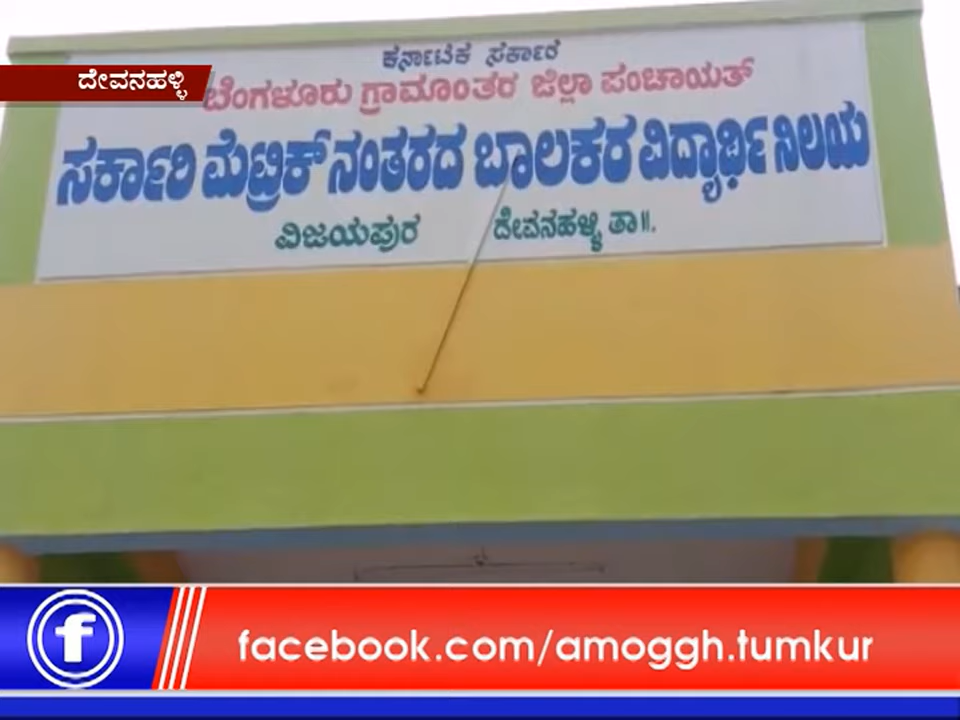 ಕರ್ನಾಟಕ ಸರ್ಕಾರ
ದೇವನಹಳ್ಳಿ
ಬೆಂಗಳೂರು ಗ್ರಾಮಾಂತರ ಜಿಲ್ಲಾ ಪಂಚಾಯತ್
ಸರ್ಕಾರಿ ಮೆಟ್ರಿಕ್ ನಂತರದ ಬಾಲಕರ ವಿದ್ಯಾರ್ಥಿ ನಿಲಯ
ವಿಜಯಪುರ ದೇವನಹಳ್ಳಿ ತಾ॥.
facebook.com/amoggh.tumkur